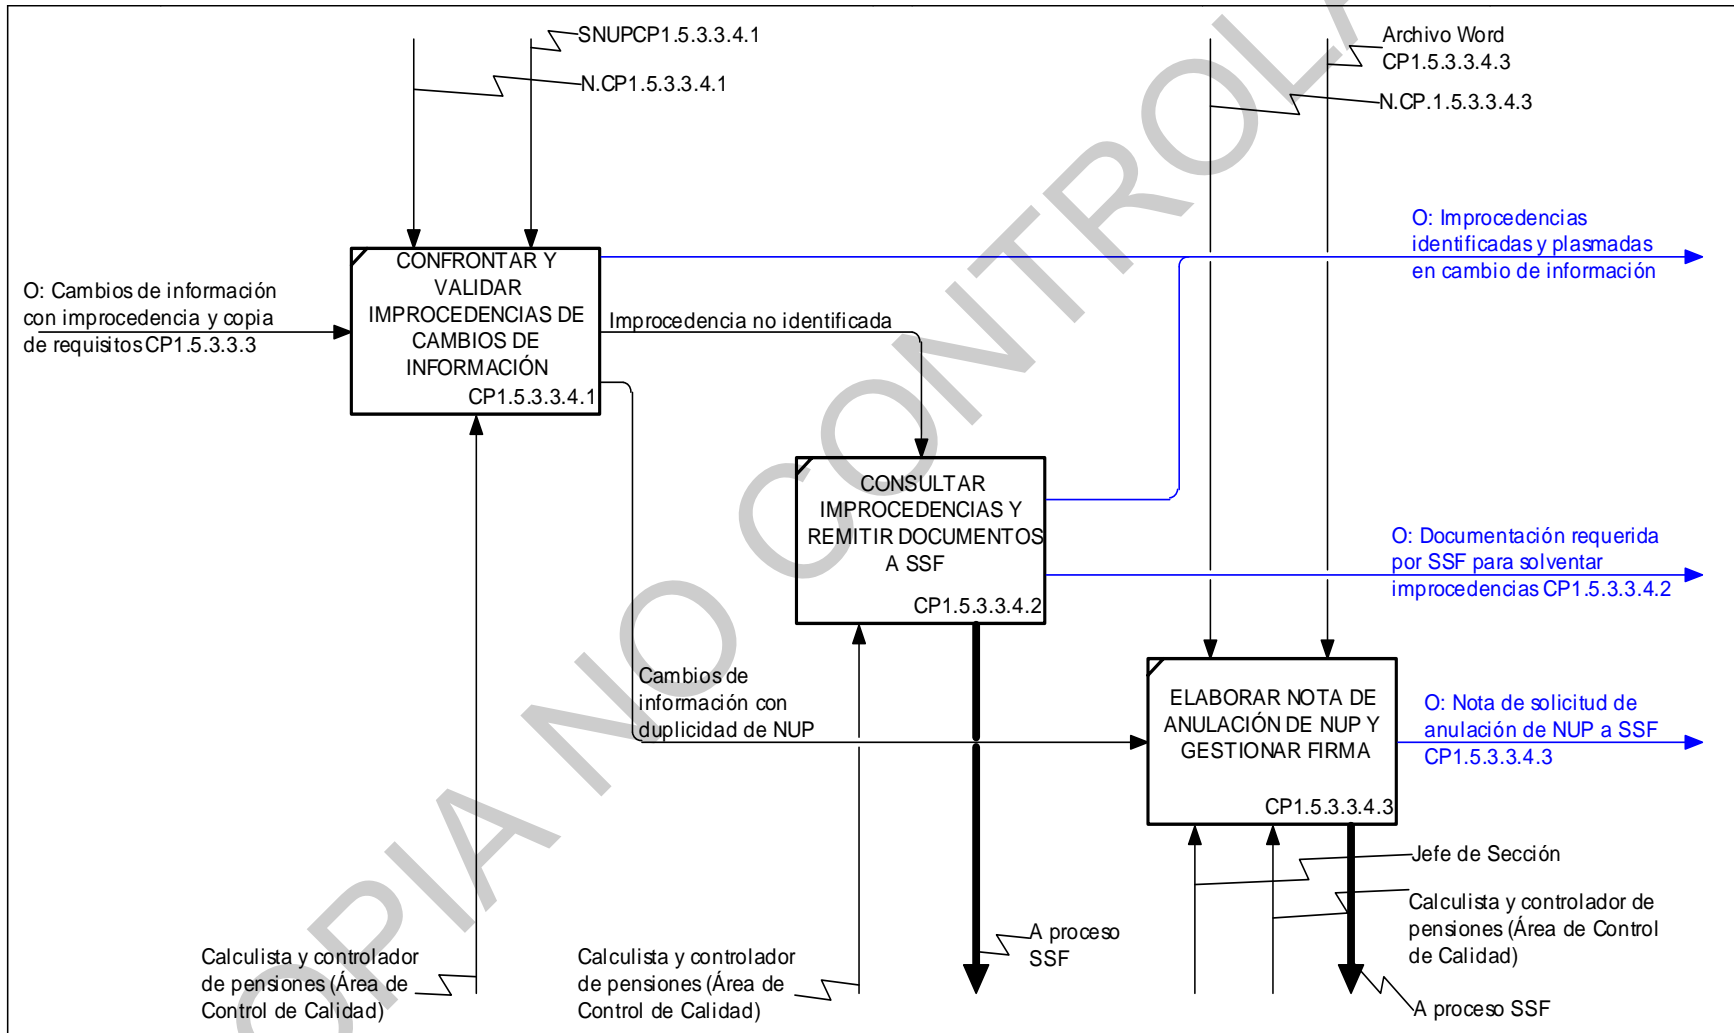 SNUPCP1.5.3.3.4.1
N.CP1.5.3.3.4.1
Archivo Word
CP1.5.3.3.4.3
N.CP.1.5.3.3.4.3
O: Improcedencias
identificadas y plasmadas
en cambio de información
O: Cambios de información
con improcedencia y copia
de requisitos CP1.5.3.3.3
CONFRONTAR Y
VALIDAR
IMPROCEDENCIAS DE
CAMBIOS DE
INFORMACIÓN
CP1.5.3.3.4.1
Improcedencia no identificada
CONSULTAR
IMPROCEDENCIAS Y
REMITIR DOCUMENTOS
A SSF
CP1.5.3.3.4.2
O: Documentación requerida
por SSF para solventar
improcedencias CP1.5.3.3.4.2
Cambios de
información con
duplicidad de NUP
ELABORAR NOTA DE
ANULACIÓN DE NUP Y
GESTIONAR FIRMA
CP1.5.3.3.4.3
O: Nota de solicitud de
anulación de NUP a SSF
CP1.5.3.3.4.3
Jefe de Sección
Calculista y controlador de
pensiones (Área de Control
de Calidad)
A proceso SSF
A proceso
SSF
Calculista y controlador
de pensiones (Área de
Control de Calidad)
Calculista y controlador
de pensiones (Área de
Control de Calidad)
OPIA NO CONTROLA